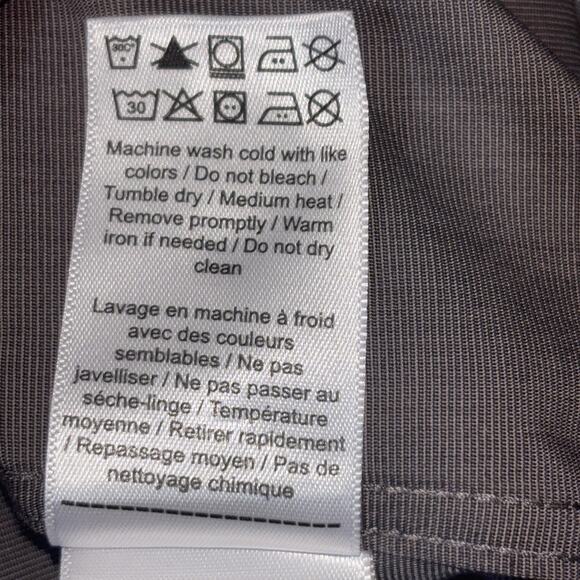 30C°
30
Machine wash cold with like
colors / Do not bleach /
Tumble dry / Medium heat /
Remove promptly / Warm
iron if needed / Do not dry
clean
Lavage en machine à froid
avec des couleurs
semblables / Ne pas
javelliser / Ne pas passer au
séche-linge / Température
moyenne / Retirer rapidement
/ Repassage moyen / Pas de
nettoyage chimique